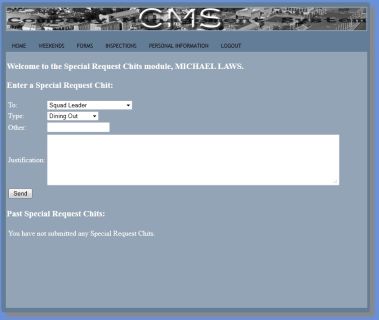 CMS
HOME WEEKENDS FORMS INSPECTIONS PERSONAL INFORMATION LOGOUT
Welcome to the Special Request Chits module, MICHAEL LAWS.
Enter a Special Request Chit:
To: Squad Leader
Type: Dining Out
Other:
Justification:
Send
Past Special Request Chits:
You have not submitted any Special Request Chits.